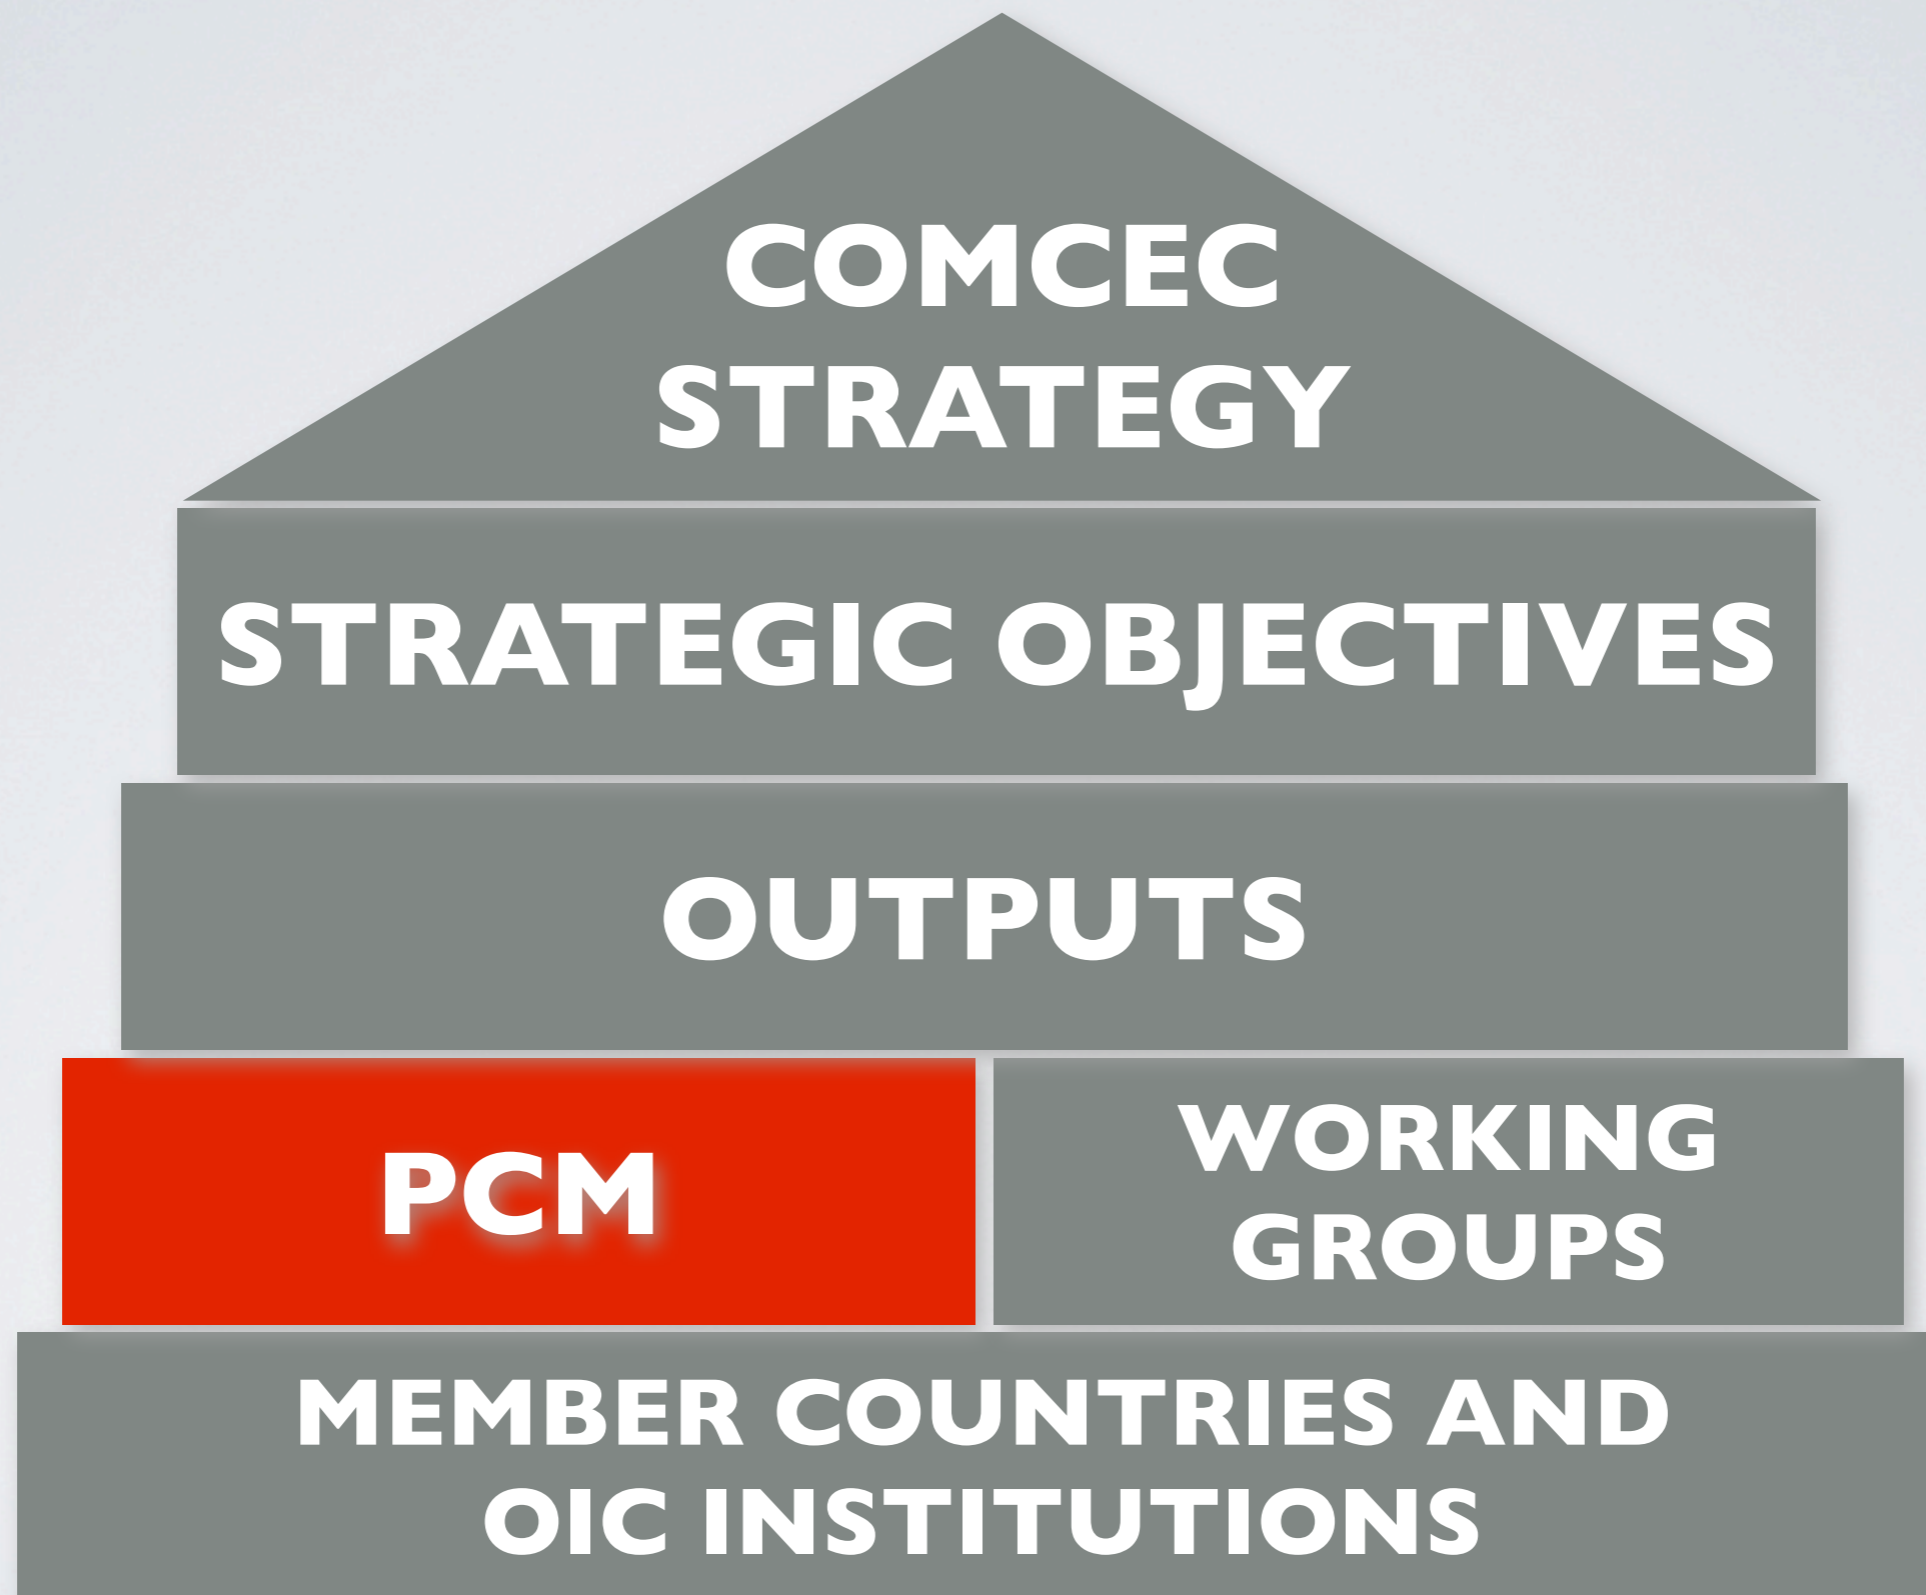 COMCEC
STRATEGY
STRATEGIC OBJECTIVES
OUTPUTS
PCM
WORKING
GROUPS
MEMBER COUNTRIES AND
OIC INSTITUTIONS